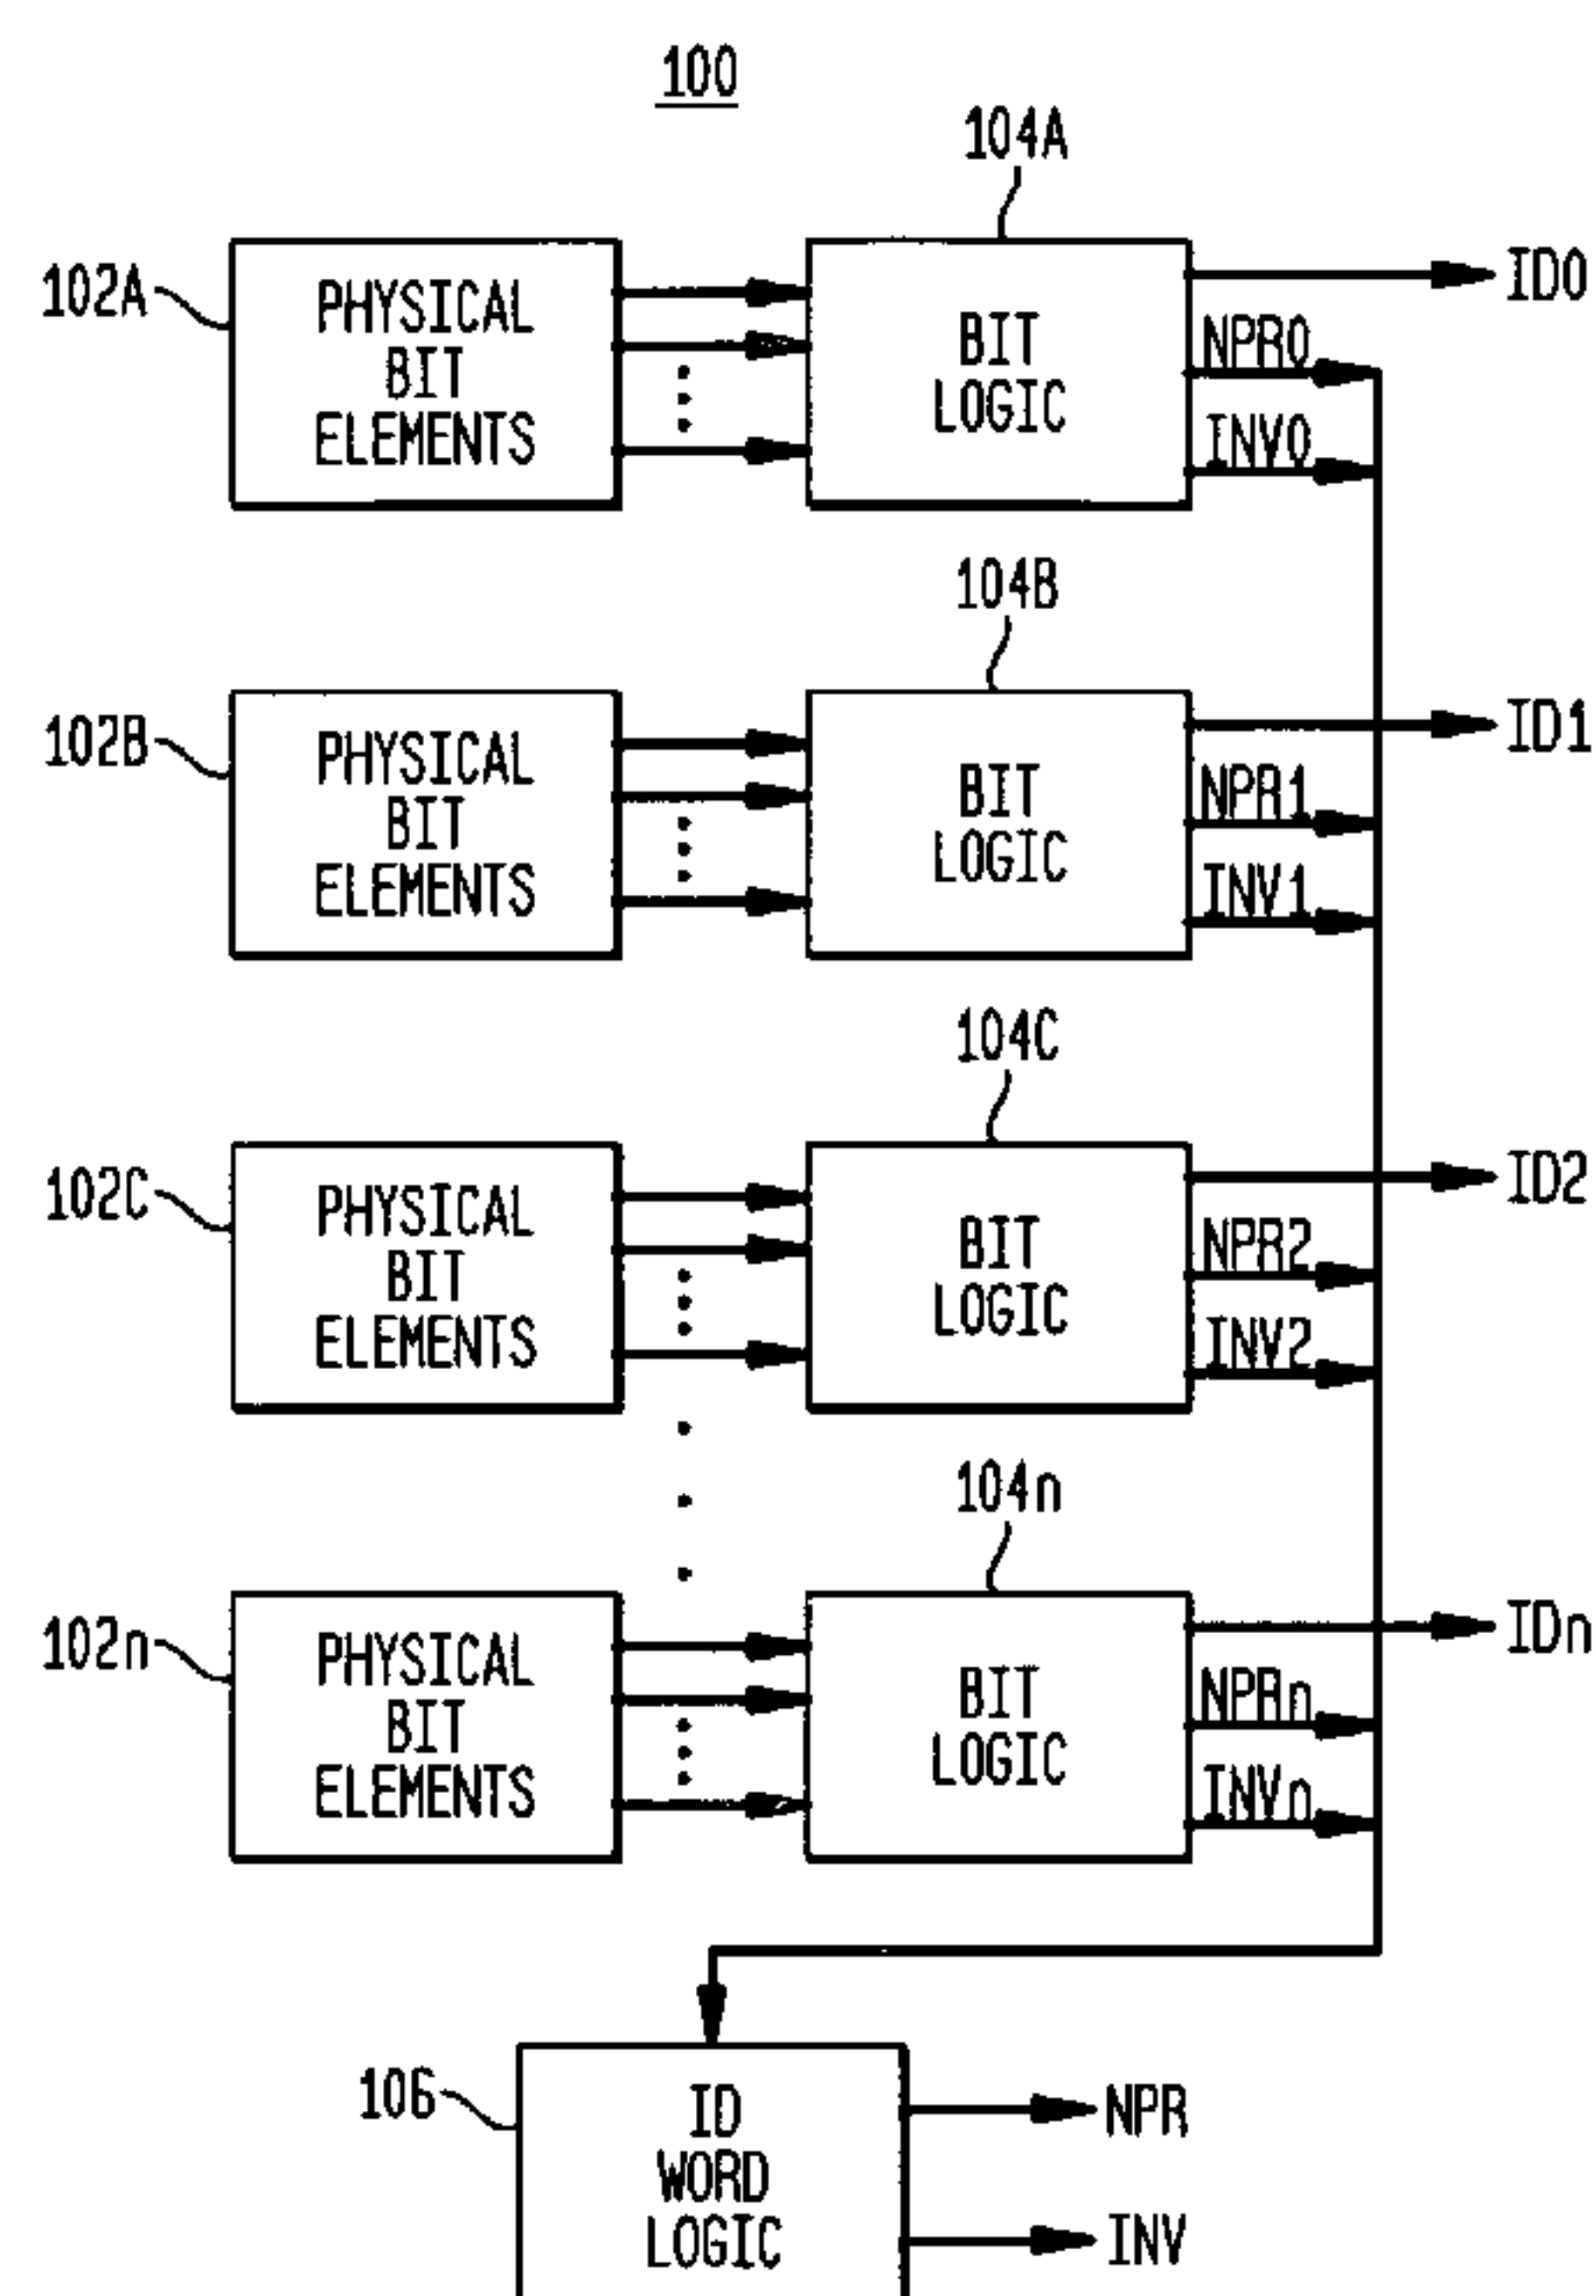 100
104A
102A
PHYSICAL
BIT
ELEMENTS
BIT
LOGIC
ID0
NPR0
INV0
104B
102B
PHYSICAL
BIT
ELEMENTS
BIT
LOGIC
ID1
NPR1
INV1
104C
102C
PHYSICAL
BIT
ELEMENTS
BIT
LOGIC
ID2
NPR2
INV2
104n
102n
PHYSICAL
BIT
ELEMENTS
BIT
LOGIC
IDn
NPRn
INVn
106
ID
WORD
LOGIC
NPR
INV